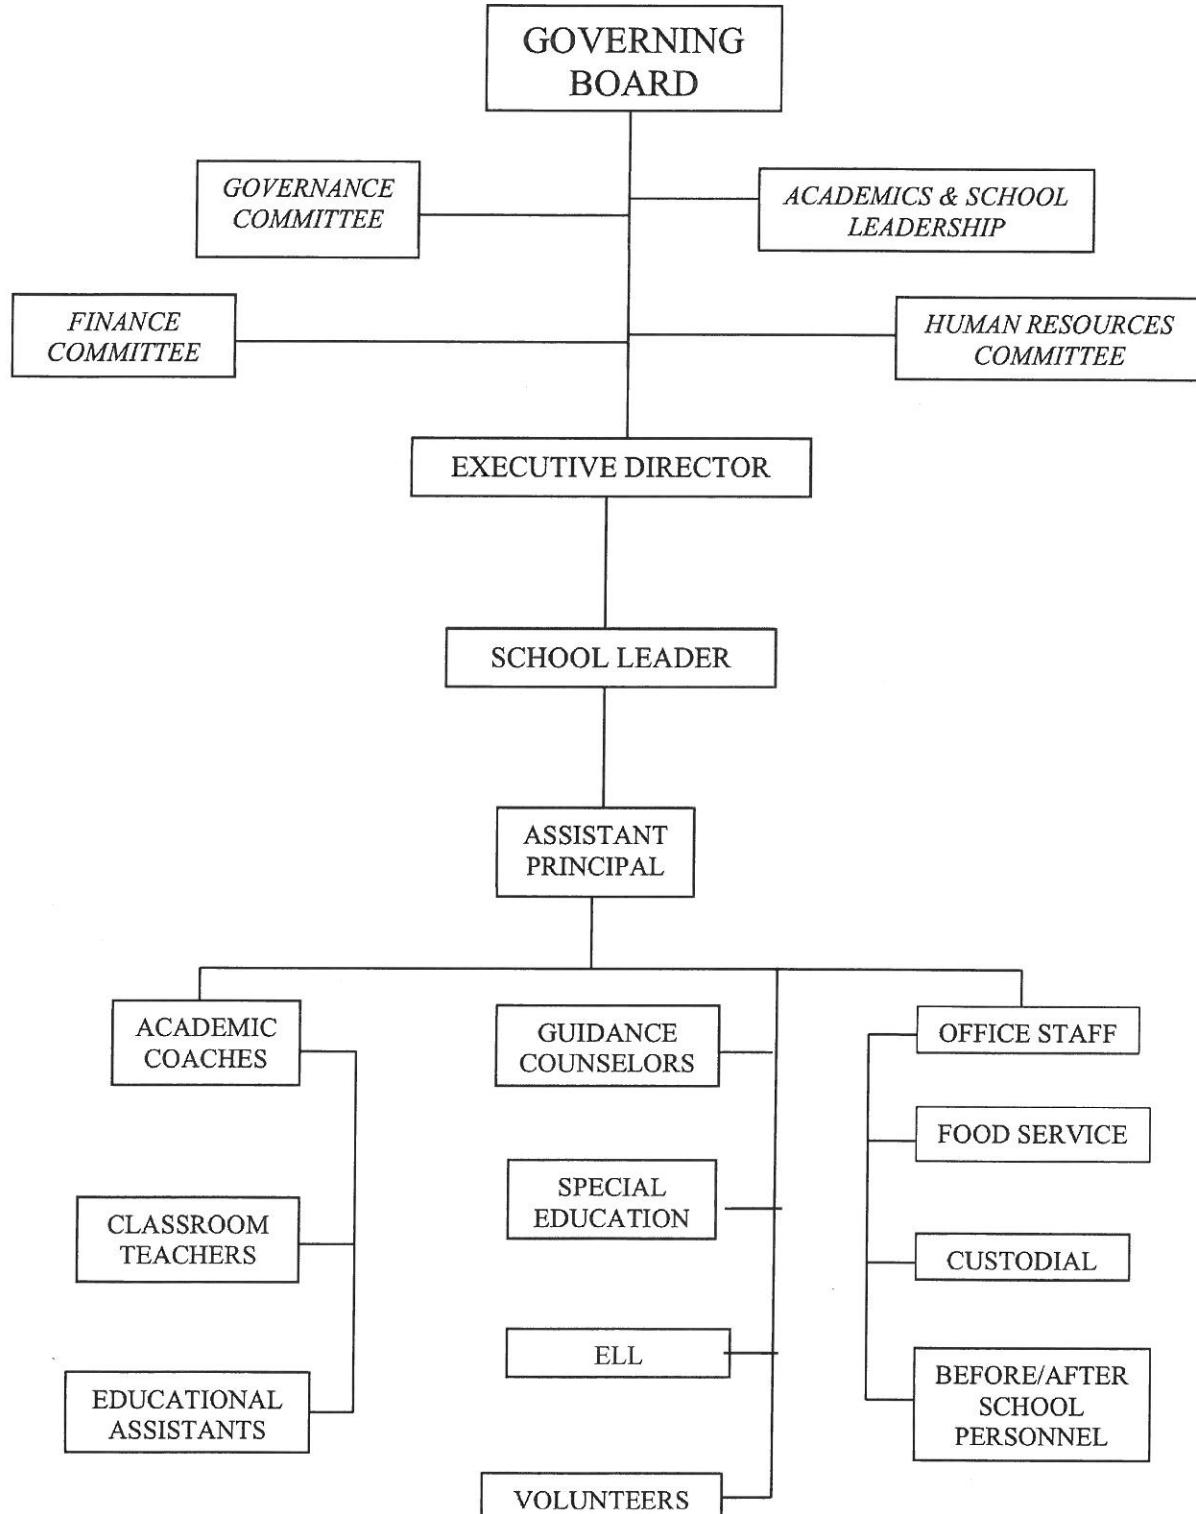 GOVERNING
BOARD
GOVERNANCE
COMMITTEE
ACADEMICS & SCHOOL
LEADERSHIP
FINANCE
COMMITTEE
HUMAN RESOURCES
COMMITTEE
EXECUTIVE DIRECTOR
SCHOOL LEADER
ASSISTANT
PRINCIPAL
ACADEMIC
COACHES
CLASSROOM
TEACHERS
EDUCATIONAL
ASSISTANTS
GUIDANCE
COUNSELORS
SPECIAL
EDUCATION
ELL
VOLUNTEERS
OFFICE STAFF
FOOD SERVICE
CUSTODIAL
BEFORE/AFTER
SCHOOL
PERSONNEL